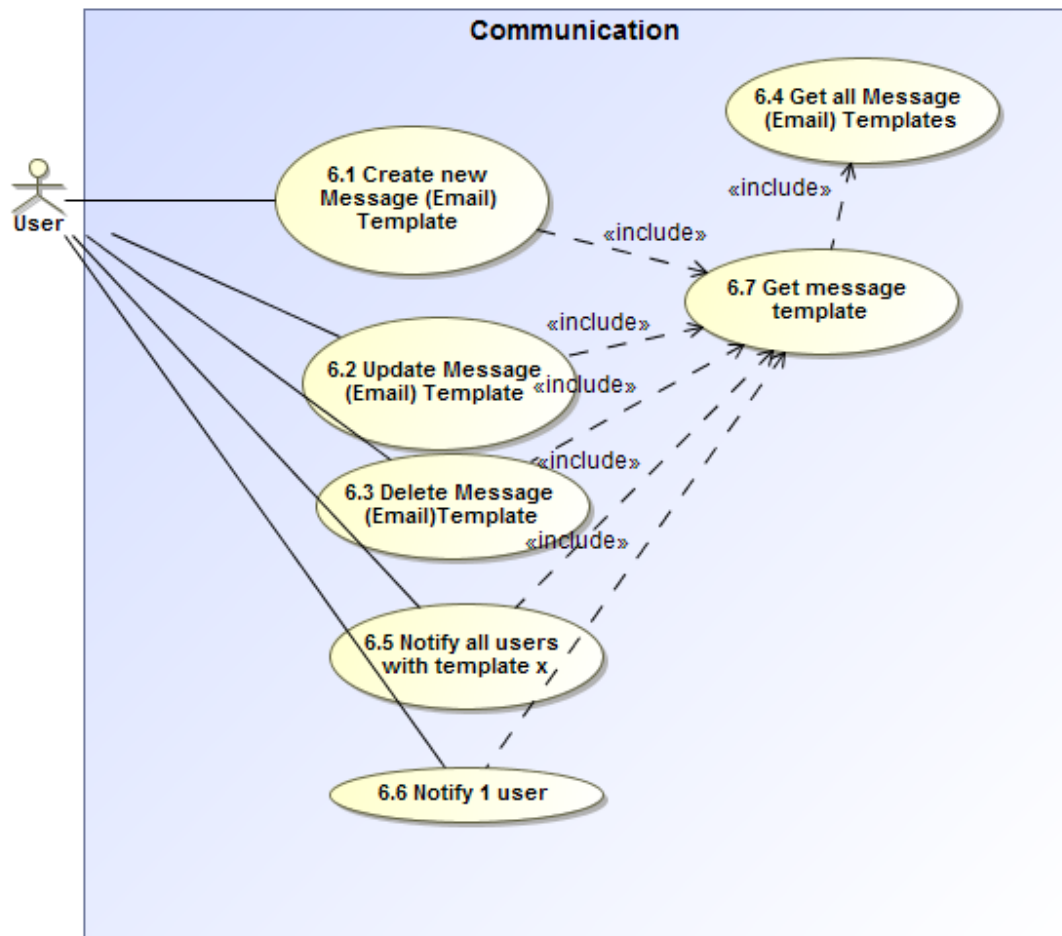 Communication
6.4 Get all Message
(Email) Templates
6.1 Create new
Message (Email)
Template
«include»
User
«include»
6.7 Get message
template
«include»
6.2 Update Message
(Email) Template
«include»
«include»
6.3 Delete Message
(Email)Template
«include»
6.5 Notify all users
with template x
6.6 Notify 1 user